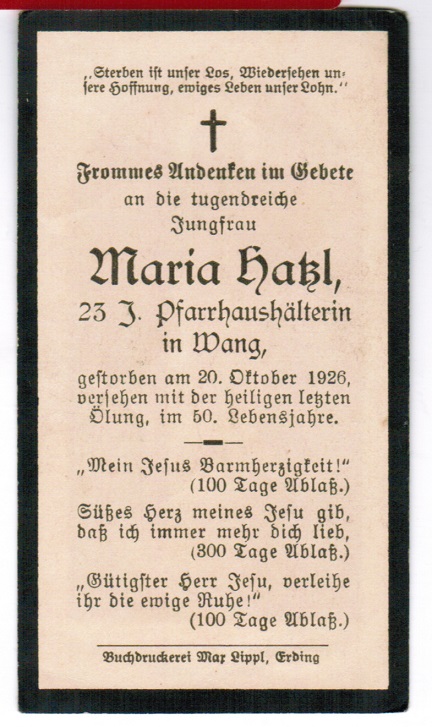 „Sterben ist unser Los, Wiedersehen un-
sere Hoffnung, ewiges Leben unser Lohn.“
Frommes Andenken im Gebete
an die tugendreiche
Jungfrau
Maria Hatzl,
23 J. Pfarrhaushälterin
in Wang,
gestorben am 20. Oktober 1926,
versehen mit der heiligen letzten
Ölung, im 50. Lebensjahre.
„Mein Jesus Barmherzigkeit!“
(100 Tage Ablaß.)
Süßes Herz meines Jesu gib,
daß ich immer mehr dich lieb,
(300 Tage Ablaß.)
„Gütigster Herr Jesu, verleihe
ihr die ewige Ruhe!“
(100 Tage Ablaß.)
Buchdruckerei Max Lippl, Erding